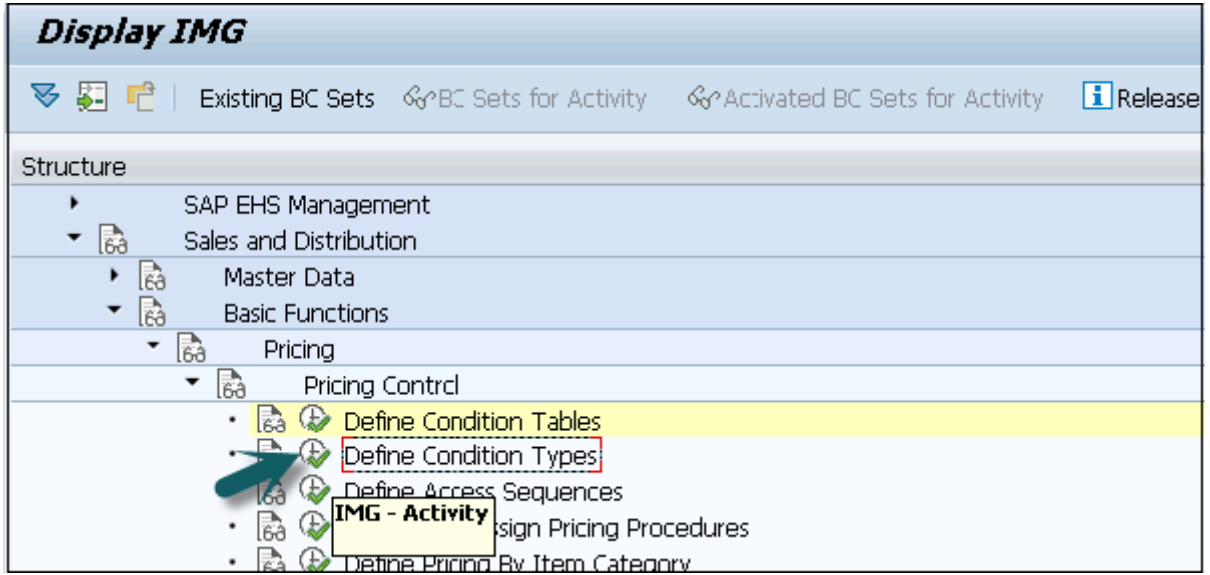 Display IMG
Existing BC Sets BC Sets for Activity Activated BC Sets for Activity Release
Structure
SAP EHS Management
Sales and Distribution
Master Data
Basic Functions
Pricing
Pricing Control
Define Condition Tables
Define Condition Types
Define Access Sequences
IMG - Activity
sign Pricing Procedures
Define Pricing By Item Category